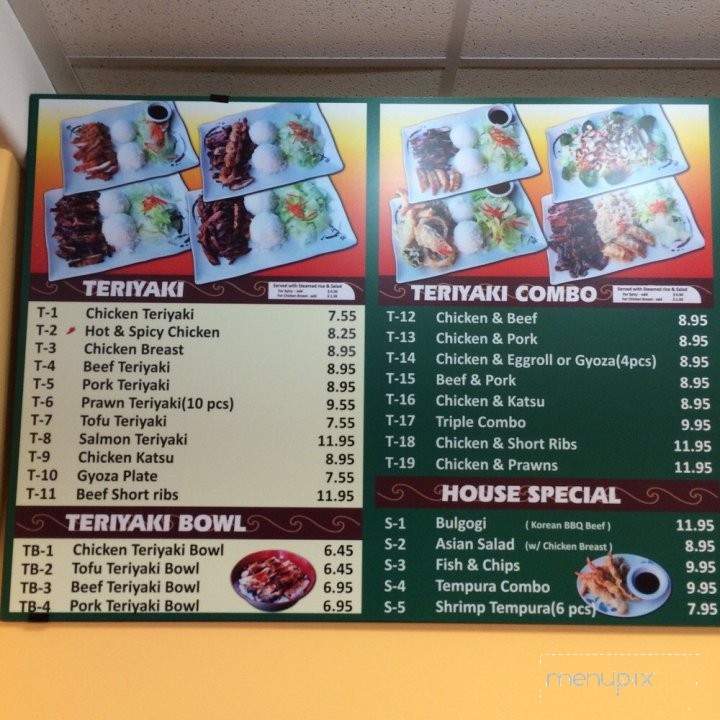 TERIYAKI
Served with Steamed rice & Salad
T-1 Chicken Teriyaki 7.55
T-2 Hot & Spicy Chicken 8.25
T-3 Chicken Breast 8.95
T-4 Beef Teriyaki 8.95
T-5 Pork Teriyaki 8.95
T-6 Prawn Teriyaki(10 pcs) 9.55
T-7 Tofu Teriyaki 7.55
T-8 Salmon Teriyaki 11.95
T-9 Chicken Katsu 8.95
T-10 Gyoza Plate 7.55
T-11 Beef Short ribs 11.95
TERIYAKI BOWL
TB-1 Chicken Teriyaki Bowl 6.45
TB-2 Tofu Teriyaki Bowl 6.45
TB-3 Beef Teriyaki Bowl 6.95
TB-4 Pork Teriyaki Bowl 6.95
TERIYAKI COMBO
Served with Steamed rice & Salad
T-12 Chicken & Beef 8.95
T-13 Chicken & Pork 8.95
T-14 Chicken & Eggroll or Gyoza(4pcs) 8.95
T-15 Beef & Pork 8.95
T-16 Chicken & Katsu 8.95
T-17 Triple Combo 9.95
T-18 Chicken & Short Ribs 11.95
T-19 Chicken & Prawns 11.95
HOUSE SPECIAL
S-1 Bulgogi ( Korean BBQ Beef ) 11.95
S-2 Asian Salad (w/ Chicken Breast ) 8.95
S-3 Fish & Chips 9.95
S-4 Tempura Combo 9.95
S-5 Shrimp Tempura(6 pcs) 7.95
menupix